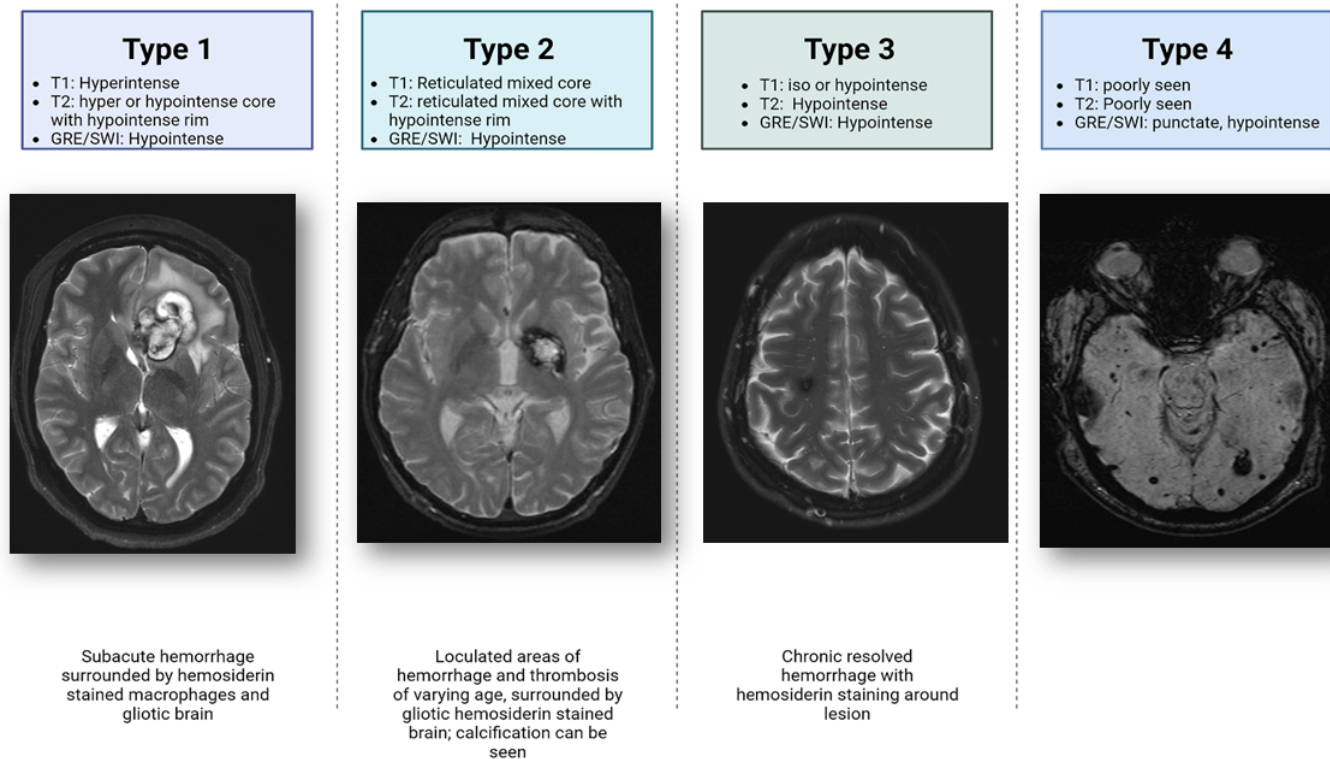 Type 1
• T1: Hyperintense
• T2: hyper or hypointense core
with hypointense rim
• GRE/SWI: Hypointense
Type 2
• T1: Reticulated mixed core
• T2: reticulated mixed core with
hypointense rim
• GRE/SWI: Hypointense
Type 3
• T1: iso or hypointense
• T2: Hypointense
• GRE/SWI: Hypointense
Type 4
• T1: poorly seen
• T2: Poorly seen
• GRE/SWI: punctate, hypointense
Subacute hemorrhage
surrounded by hemosiderin
stained macrophages and
gliotic brain
Loculated areas of
hemorrhage and thrombosis
of varying age, surrounded by
gliotic hemosiderin stained
brain; calcification can be
seen
Chronic resolved
hemorrhage with
hemosiderin staining around
lesion